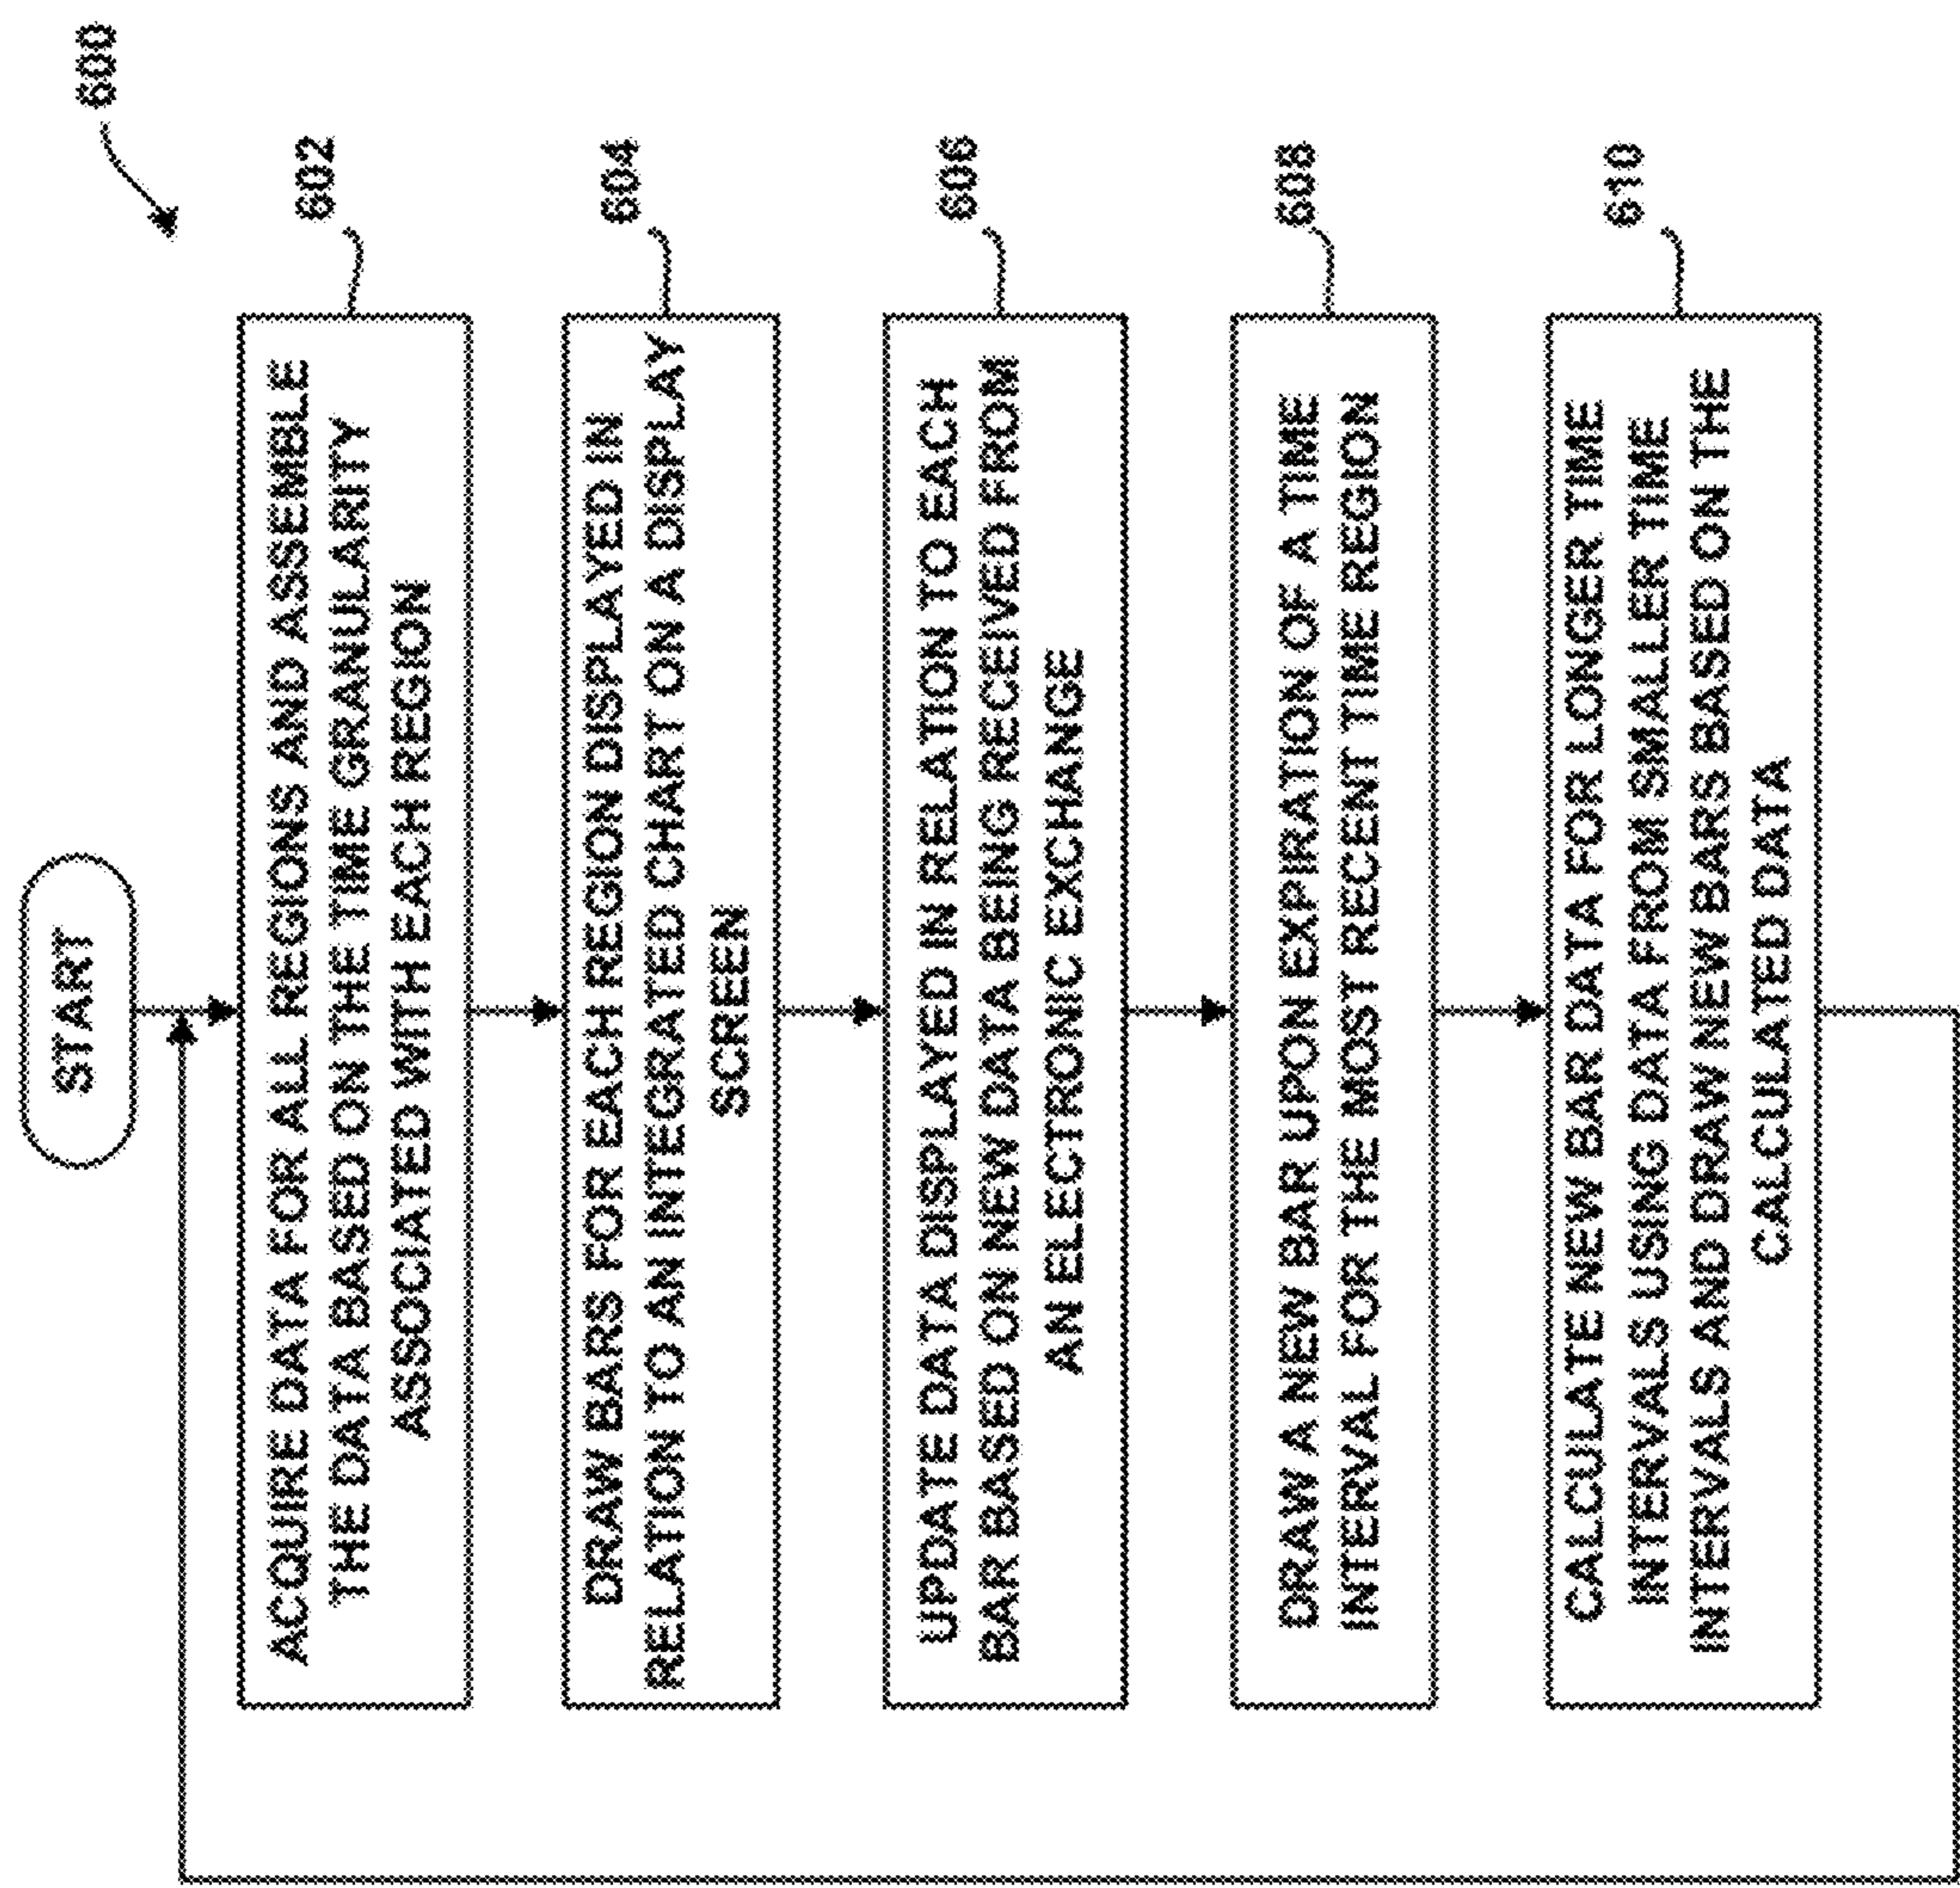 600
START
ACQUIRE DATA FOR ALL REGIONS AND ASSEMBLE
THE DATA BASED ON THE TIME GRANULARITY
ASSOCIATED WITH EACH REGION
602
DRAW BARS FOR EACH REGION DISPLAYED IN
RELATION TO AN INTEGRATED CHART ON A DISPLAY
SCREEN
604
UPDATE DATA DISPLAYED IN RELATION TO EACH
BAR BASED ON NEW DATA BEING RECEIVED FROM
AN ELECTRONIC EXCHANGE
606
DRAW A NEW BAR UPON EXPIRATION OF A TIME
INTERVAL FOR THE MOST RECENT TIME REGION
608
CALCULATE NEW BAR DATA FOR LONGER TIME
INTERVALS USING DATA FROM SMALLER TIME
INTERVALS AND DRAW NEW BARS BASED ON THE
CALCULATED DATA
610